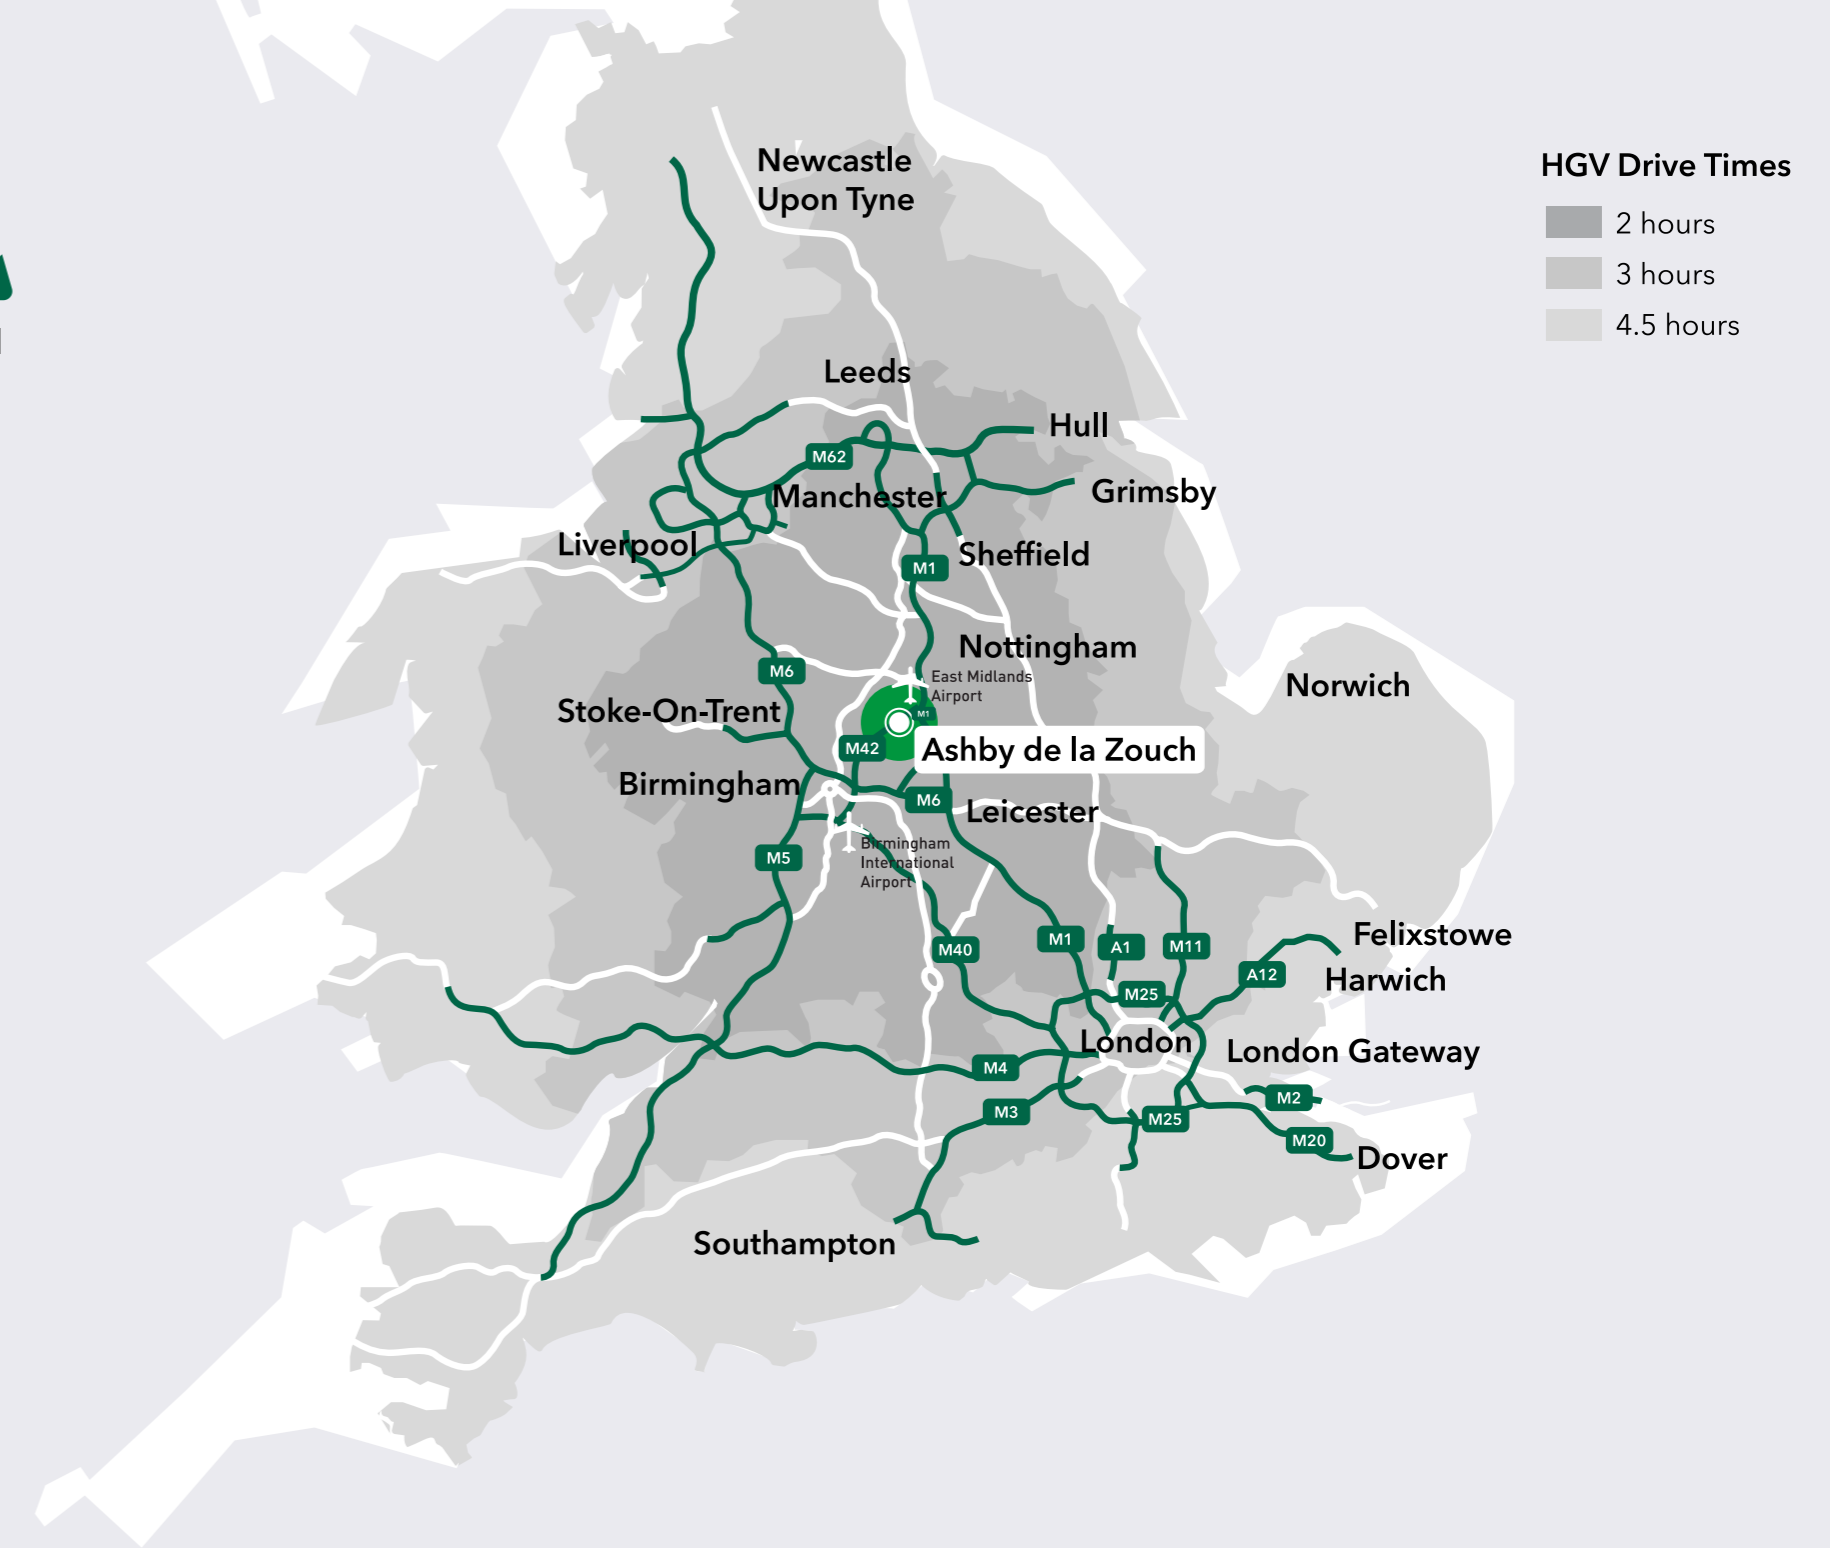 HGV Drive Times
2 hours
3 hours
4.5 hours
Newcastle
Upon Tyne
Leeds
Hull
M62
Manchester
Grimsby
Liverpool
Sheffield
M1
Nottingham
M6
East Midlands
Airport
Norwich
Stoke-On-Trent
M1
M42
Ashby de la Zouch
Birmingham
M6
Leicester
Birmingham
International
Airport
M5
Felixstowe
M40
M1
A1
M11
A12
Harwich
M25
London
London Gateway
M4
M2
M3
M25
M20
Dover
Southampton